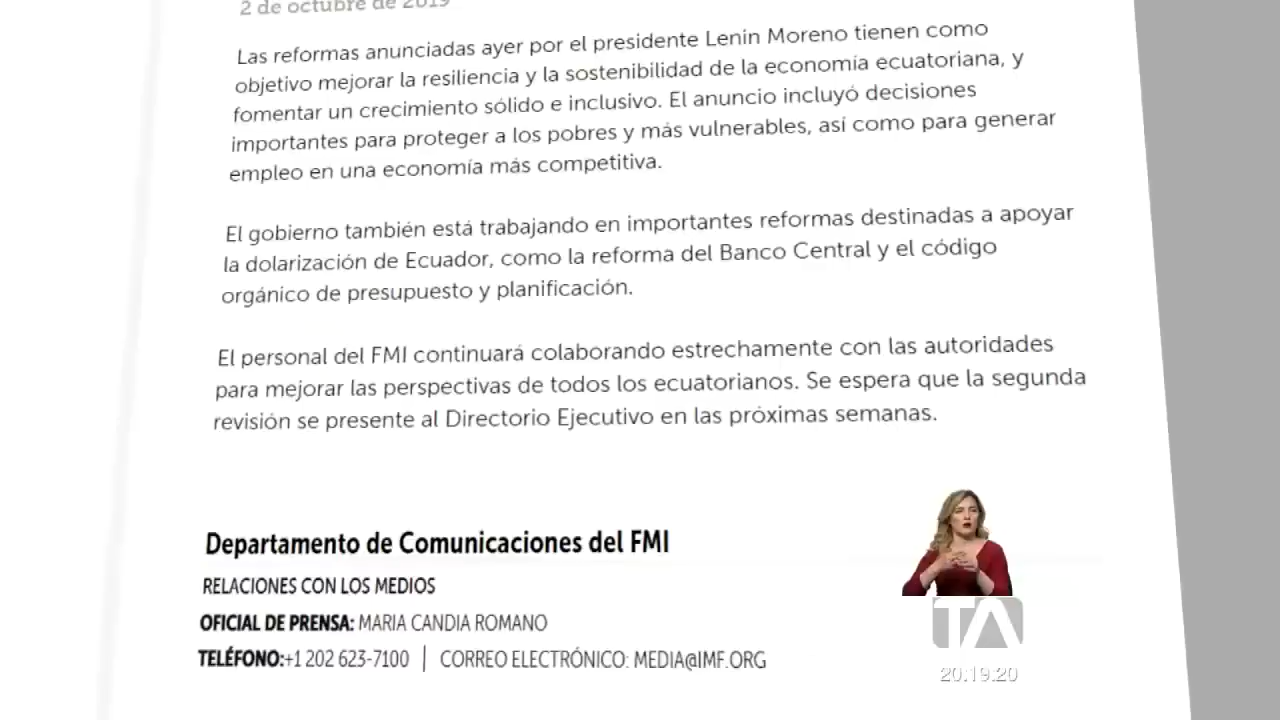 2 de octubre de 2019
Las reformas anunciadas ayer por el presidente Lenin Moreno tienen como
objetivo mejorar la resiliencia y la sostenibilidad de la economía ecuatoriana, y
fomentar un crecimiento sólido e inclusivo. El anuncio incluyó decisiones
importantes para proteger a los pobres y más vulnerables, así como para generar
empleo en una economía más competitiva.
El gobierno también está trabajando en importantes reformas destinadas a apoyar
la dolarización de Ecuador, como la reforma del Banco Central y el código
orgánico de presupuesto y planificación.
El personal del FMI continuará colaborando estrechamente con las autoridades
para mejorar las perspectivas de todos los ecuatorianos. Se espera que la segunda
revisión se presente al Directorio Ejecutivo en las próximas semanas.
Departamento de Comunicaciones del FMI
RELACIONES CON LOS MEDIOS
OFICIAL DE PRENSA: MARIA CANDIA ROMANO
TELÉFONO:+1 202 623-7100 | CORREO ELECTRÓNICO: MEDIA@IMF.ORG
TA
20.19.20